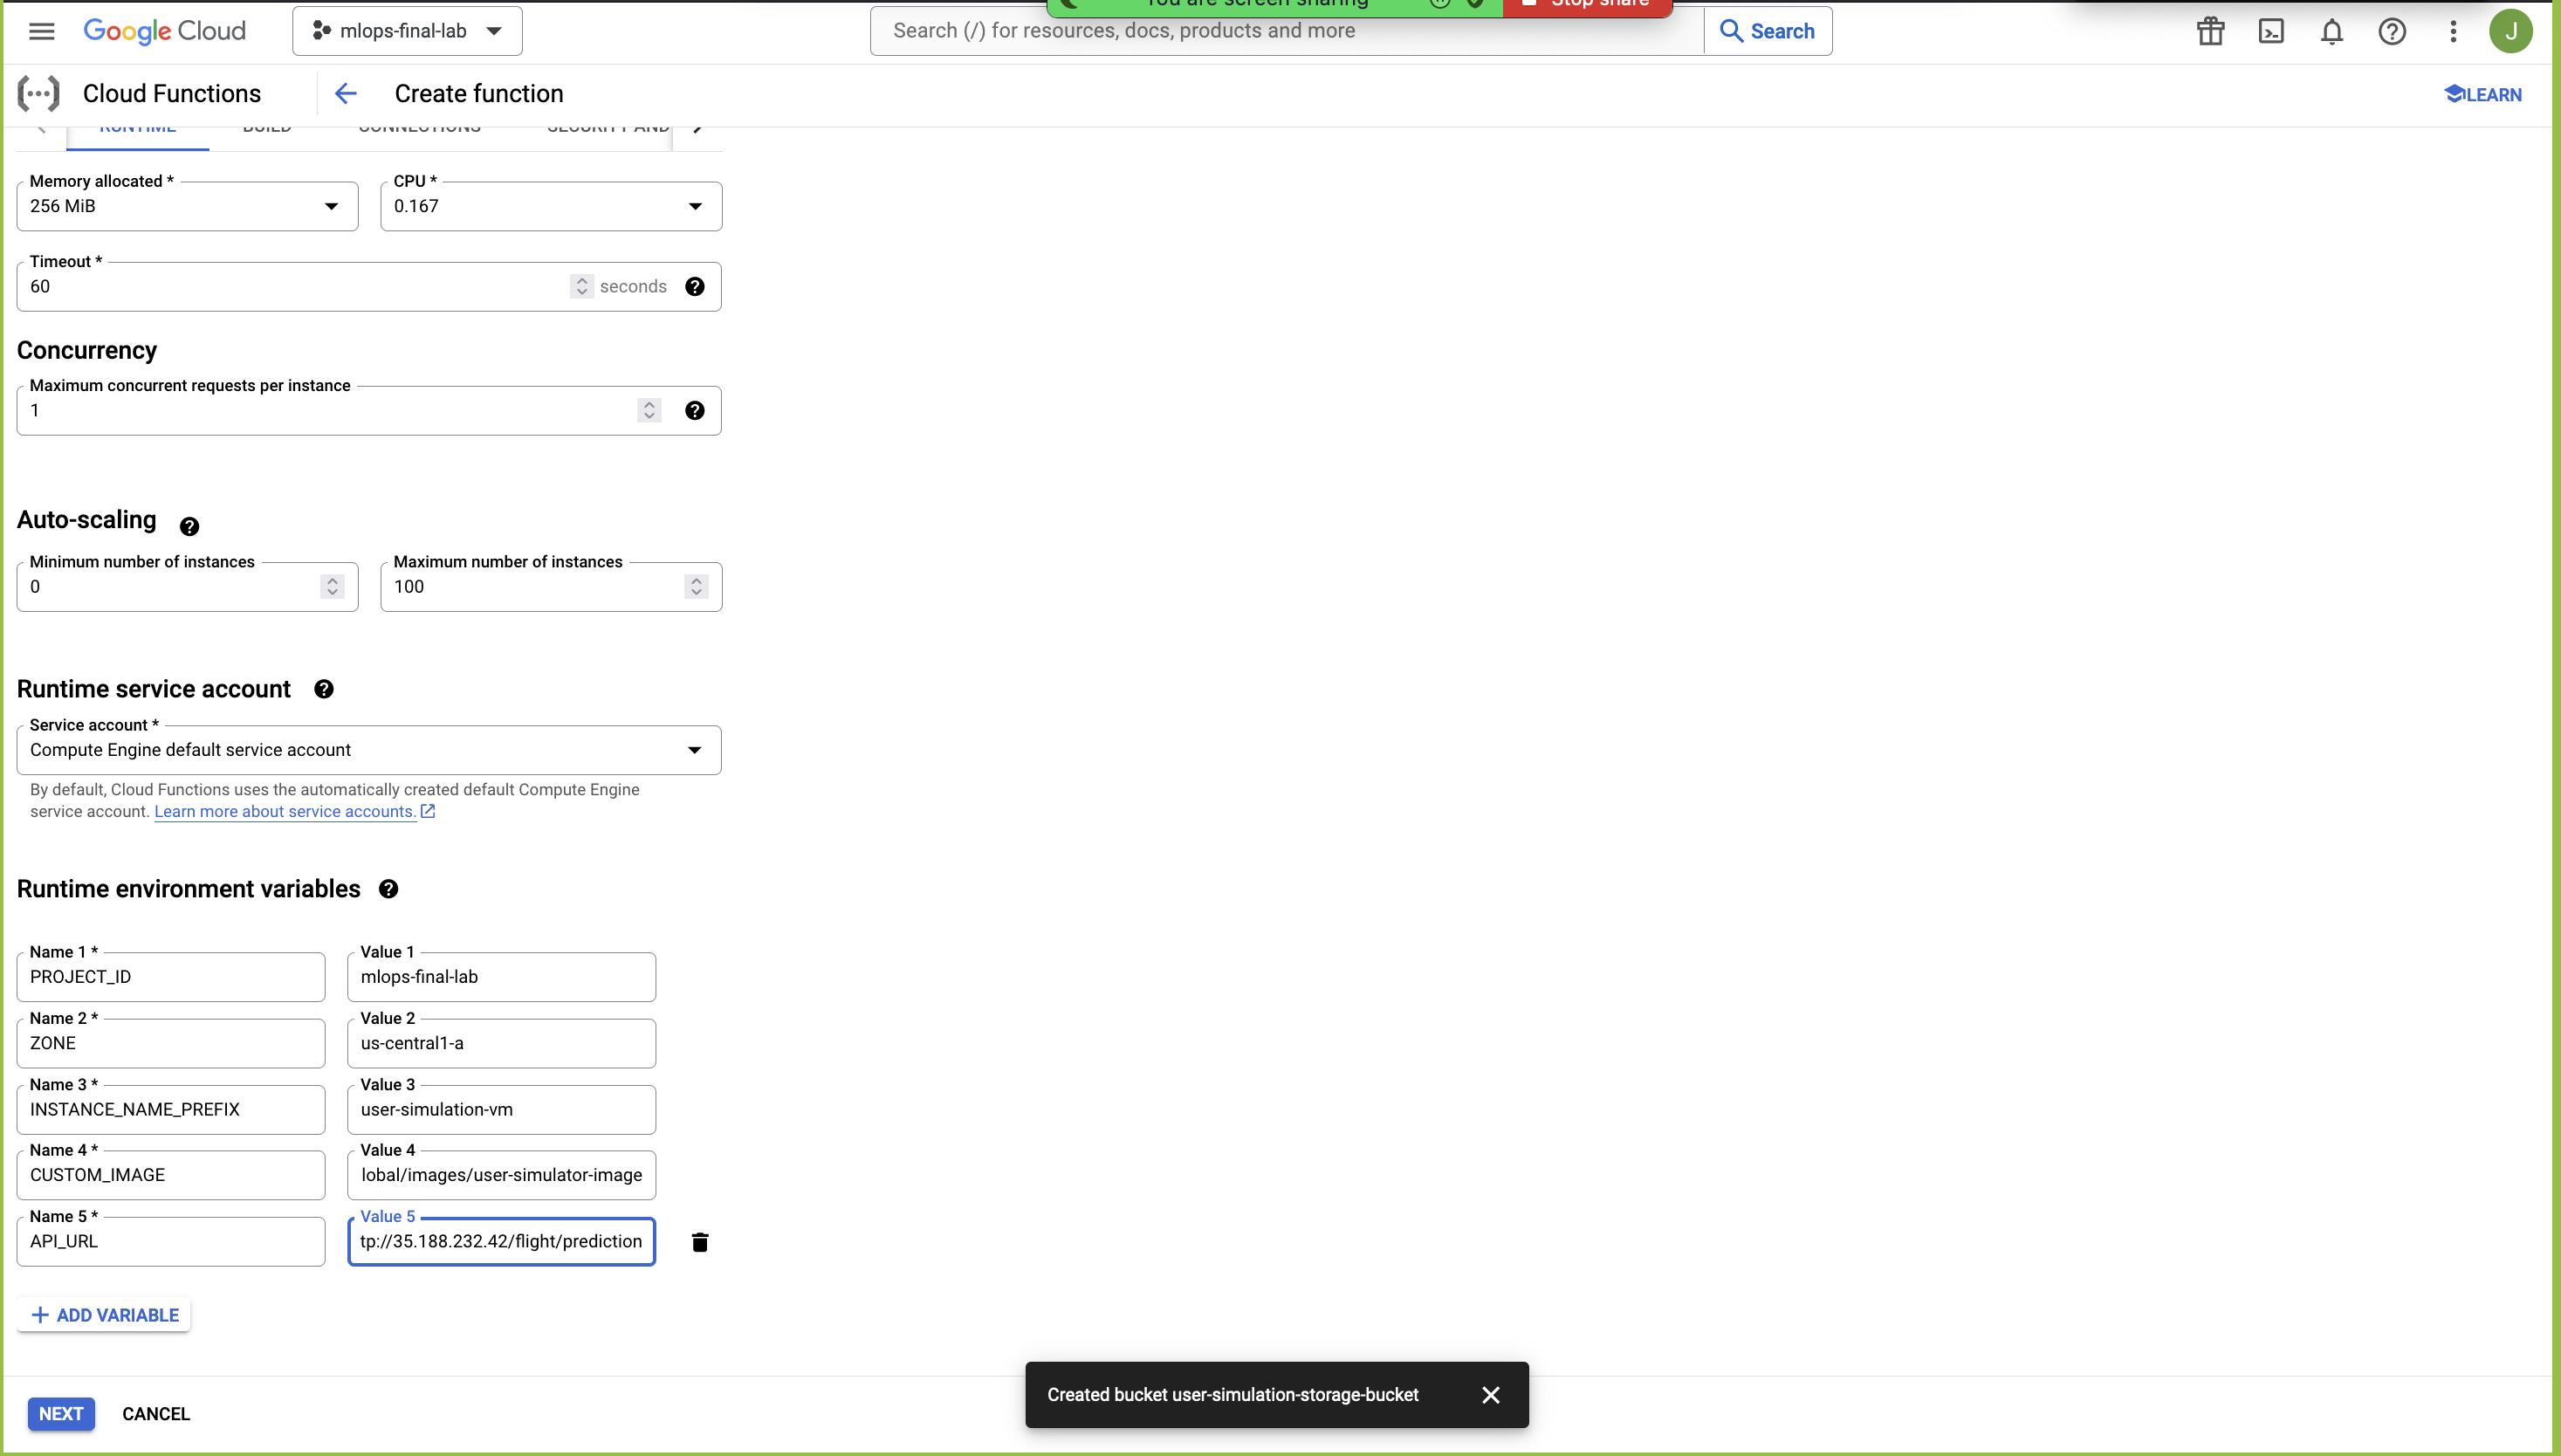 You are screen sharing
Stop share
Google Cloud
mlops-final-lab
Search (/) for resources, docs, products and more
Search
J
Cloud Functions
Create function
LEARN
RUNTIME
BUILD
CONNECTIONS
SECURITY AND
Memory allocated *
256 MiB
CPU *
0.167
Timeout *
60
seconds
Concurrency
Maximum concurrent requests per instance
1
Auto-scaling
Minimum number of instances
0
Maximum number of instances
100
Runtime service account
Service account *
Compute Engine default service account
By default, Cloud Functions uses the automatically created default Compute Engine
service account. Learn more about service accounts.
Runtime environment variables
Name 1 *
PROJECT_ID
Value 1
mlops-final-lab
Name 2 *
ZONE
Value 2
us-central1-a
Name 3 *
INSTANCE_NAME_PREFIX
Value 3
user-simulation-vm
Name 4 *
CUSTOM_IMAGE
Value 4
lobal/images/user-simulator-image
Name 5 *
API_URL
Value 5
tp://35.188.232.42/flight/prediction
ADD VARIABLE
Created bucket user-simulation-storage-bucket
NEXT
CANCEL